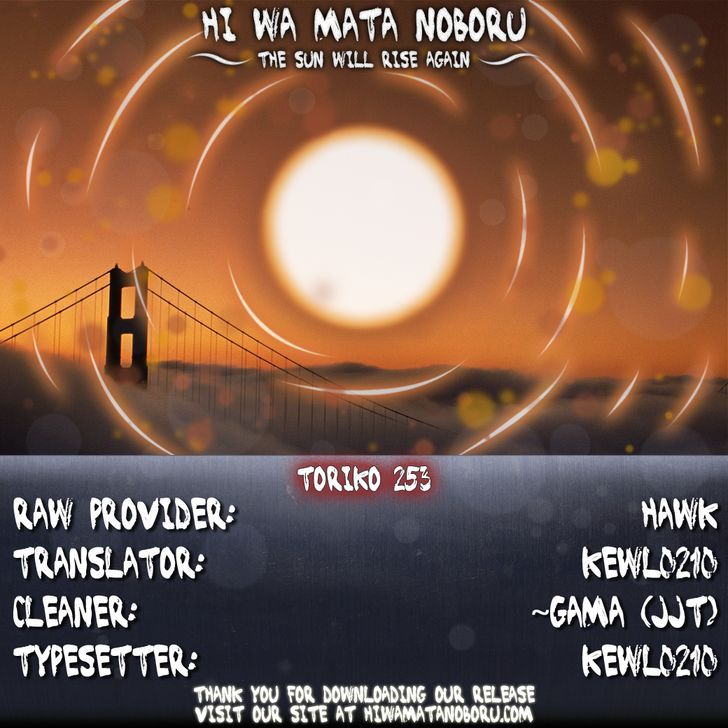 HI WA MATA NOBORU
THE SUN WILL RISE AGAIN
TORIKO 253
RAW PROVIDER: HAWK
TRANSLATOR: KEWL0210
CLEANER: ~GAMA (JJT)
TYPESETTER: KEWL0210
THANK YOU FOR DOWNLOADING OUR RELEASE
VISIT OUR SITE AT HIWAMATANOBORU.COM